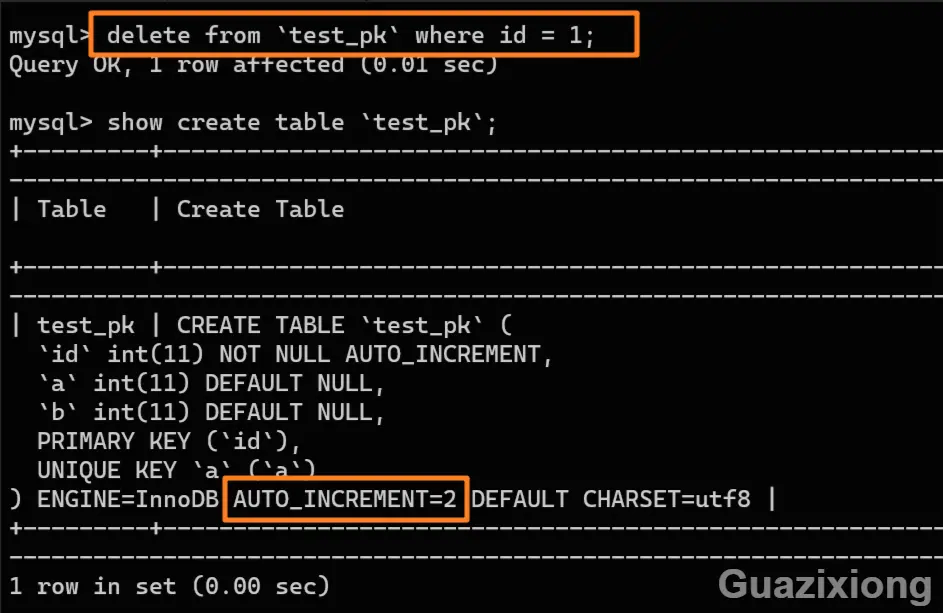 mysql> delete from `test_pk` where id = 1;
Query OK, 1 row affected (0.01 sec)
mysql> show create table `test_pk`;
+---------+--------------------------------------------------------
-------------------------------------------------------------------
| Table   | Create Table
+---------+--------------------------------------------------------
-------------------------------------------------------------------
| test_pk | CREATE TABLE `test_pk` (
  `id` int(11) NOT NULL AUTO_INCREMENT,
  `a` int(11) DEFAULT NULL,
  `b` int(11) DEFAULT NULL,
  PRIMARY KEY (`id`),
  UNIQUE KEY `a` (`a`)
) ENGINE=InnoDB AUTO_INCREMENT=2 DEFAULT CHARSET=utf8 |
+---------+--------------------------------------------------------
-------------------------------------------------------------------
1 row in set (0.00 sec)
Guazixiong